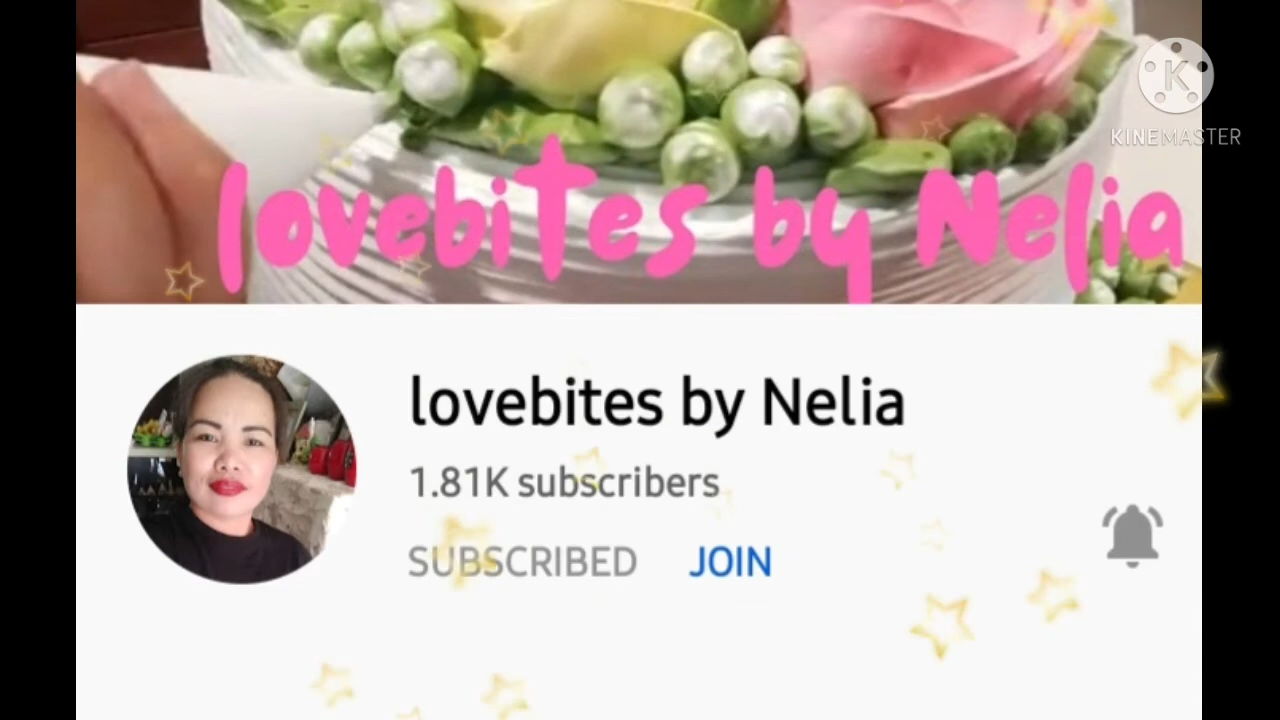 K
KINEMASTER
lovebites by Nelia
lovebites by Nelia
1.81K subscribers
SUBSCRIBED JOIN